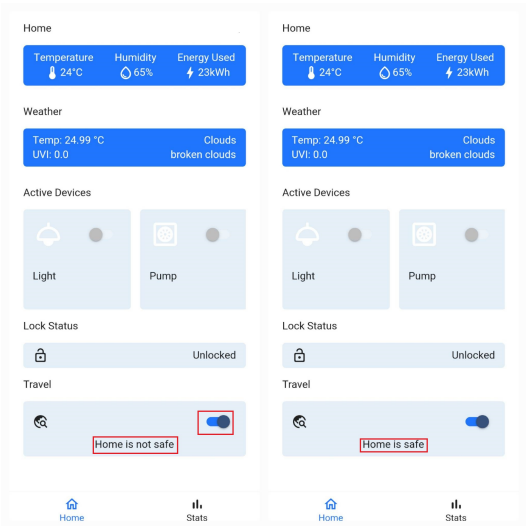 Home
Temperature Humidity Energy Used
24°C 65% 23kWh
Weather
Temp: 24.99 °C Clouds
UVI: 0.0 broken clouds
Active Devices
Light Pump
Lock Status
Unlocked
Travel
Home is not safe
Home Stats
Home
Temperature Humidity Energy Used
24°C 65% 23kWh
Weather
Temp: 24.99 °C Clouds
UVI: 0.0 broken clouds
Active Devices
Light Pump
Lock Status
Unlocked
Travel
Home is safe
Home Stats